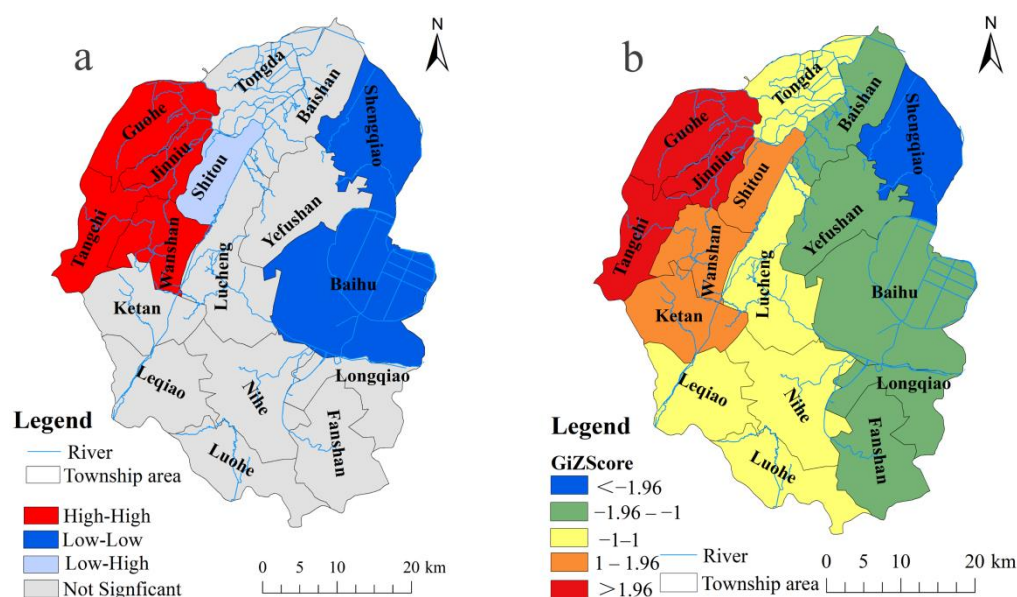 a
N
Tongda
Baishan
Shengqiao
Guohe
Jinniu
Shitou
Tangchi
Wanshan
Yefushan
Lucheng
Baihu
Ketan
Longqiao
Leqiao
Nihe
Fanshan
Luohe
Legend
River
Township area
High-High
Low-Low
Low-High
Not Signficant
0 5 10 20 km
b
N
Tongda
Baishan
Shengqiao
Guohe
Jinniu
Shitou
Tangchi
Wanshan
Yefushan
Lucheng
Baihu
Ketan
Longqiao
Leqiao
Nihe
Fanshan
Luohe
Legend
GiZScore
<−1.96
−1.96 – −1
−1–1
1 – 1.96
>1.96
River
Township area
0 5 10 20 km